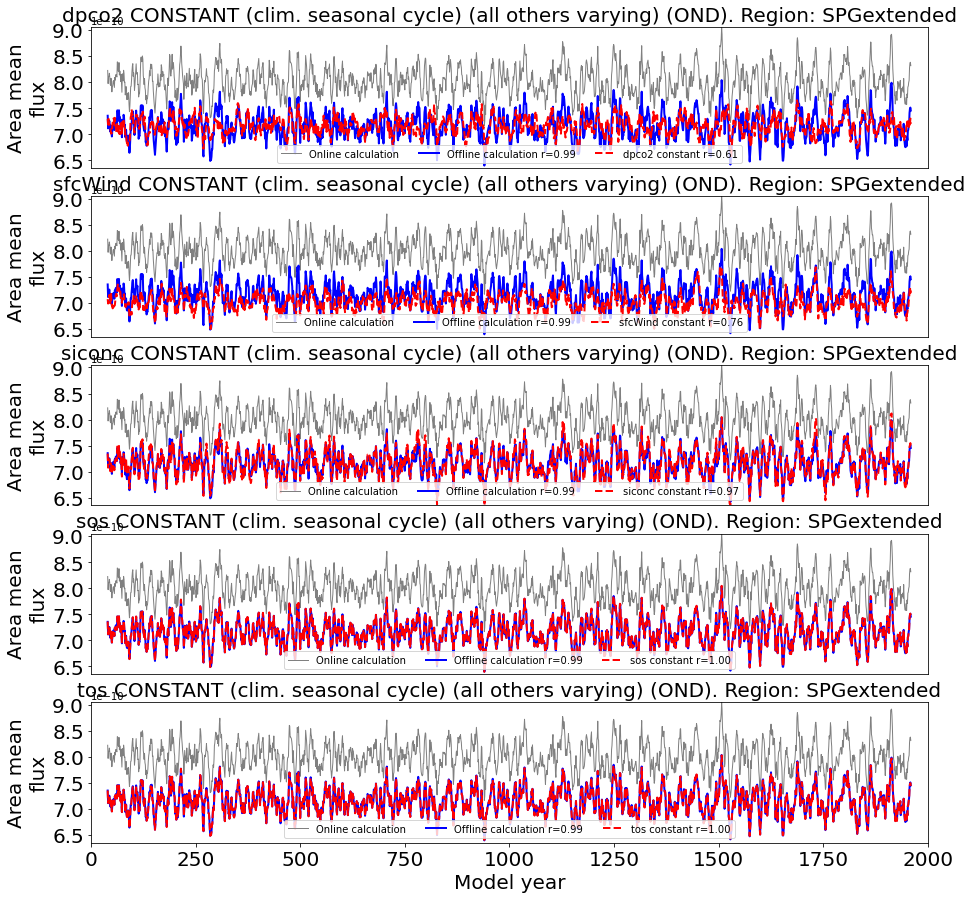 dpco2 CONSTANT (clim. seasonal cycle) (all others varying) (OND). Region: SPGextended
1e−10
9.0
8.5
8.0
7.5
7.0
6.5
Area mean
flux
Online calculation
Offline calculation r=0.99
dpco2 constant r=0.61
sfcWind CONSTANT (clim. seasonal cycle) (all others varying) (OND). Region: SPGextended
1e−10
9.0
8.5
8.0
7.5
7.0
6.5
Area mean
flux
Online calculation
Offline calculation r=0.99
sfcWind constant r=0.76
siconc CONSTANT (clim. seasonal cycle) (all others varying) (OND). Region: SPGextended
1e−10
9.0
8.5
8.0
7.5
7.0
6.5
Area mean
flux
Online calculation
Offline calculation r=0.99
siconc constant r=0.97
sos CONSTANT (clim. seasonal cycle) (all others varying) (OND). Region: SPGextended
1e−10
9.0
8.5
8.0
7.5
7.0
6.5
Area mean
flux
Online calculation
Offline calculation r=0.99
sos constant r=1.00
tos CONSTANT (clim. seasonal cycle) (all others varying) (OND). Region: SPGextended
1e−10
9.0
8.5
8.0
7.5
7.0
6.5
Area mean
flux
Online calculation
Offline calculation r=0.99
tos constant r=1.00
0 250 500 750 1000 1250 1500 1750 2000
Model year